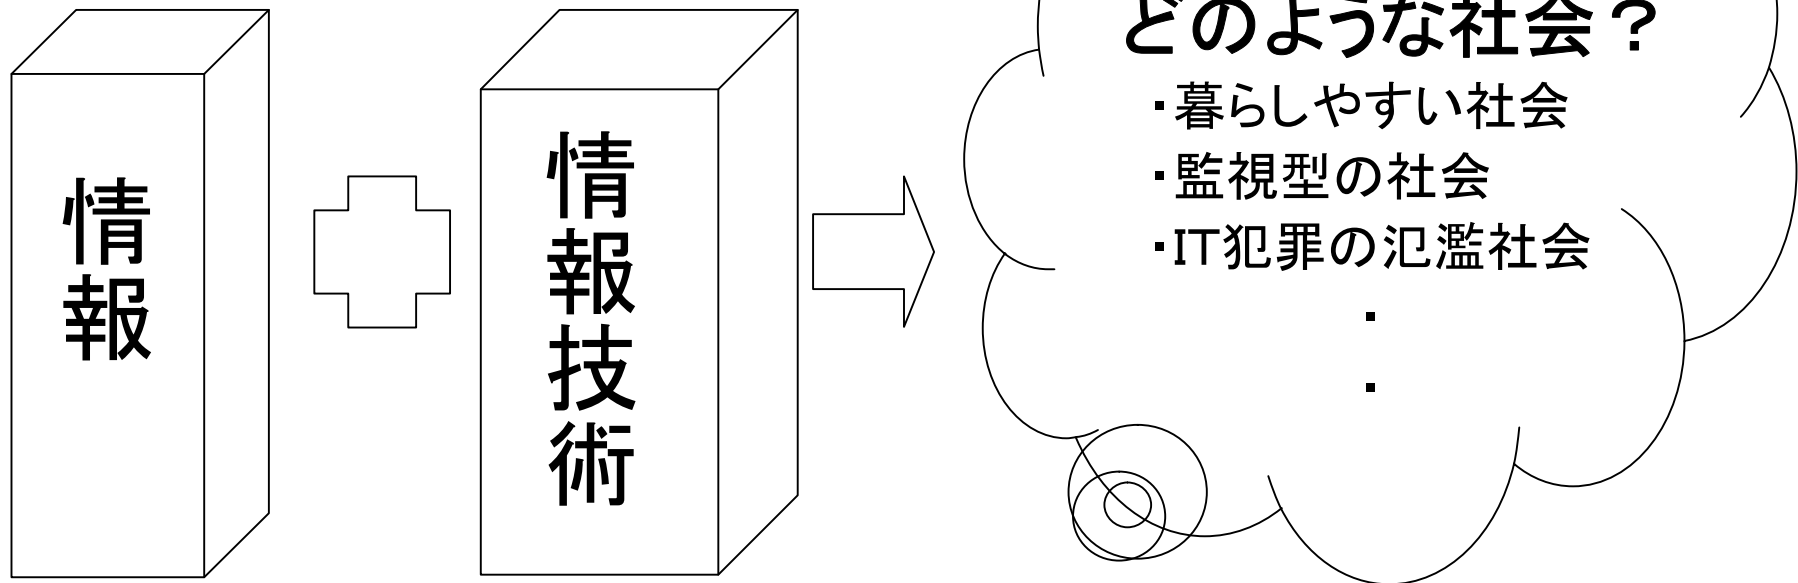 情報
情報技術
どのような社会？
・暮らしやすい社会
・監視型の社会
・IT犯罪の氾濫社会
・
・